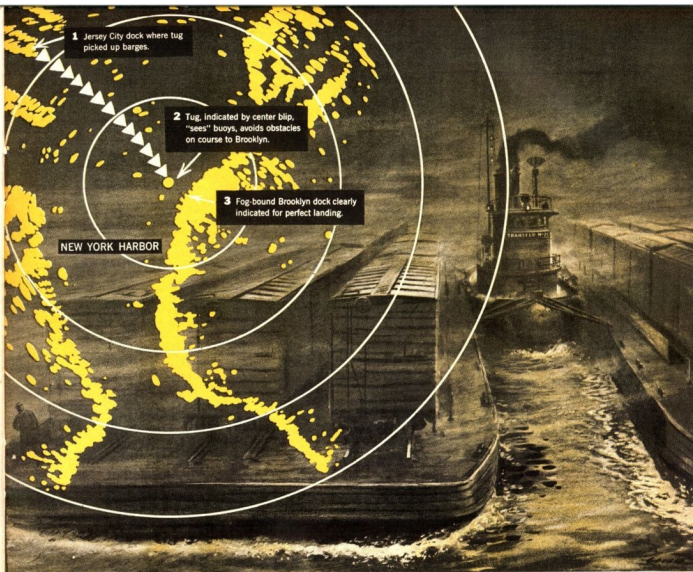 1 Jersey City dock where tug
picked up barges.
2 Tug, indicated by center blip,
"sees" buoys, avoids obstacles
on course to Brooklyn.
3 Fog-bound Brooklyn dock clearly
indicated for perfect landing.
NEW YORK HARBOR